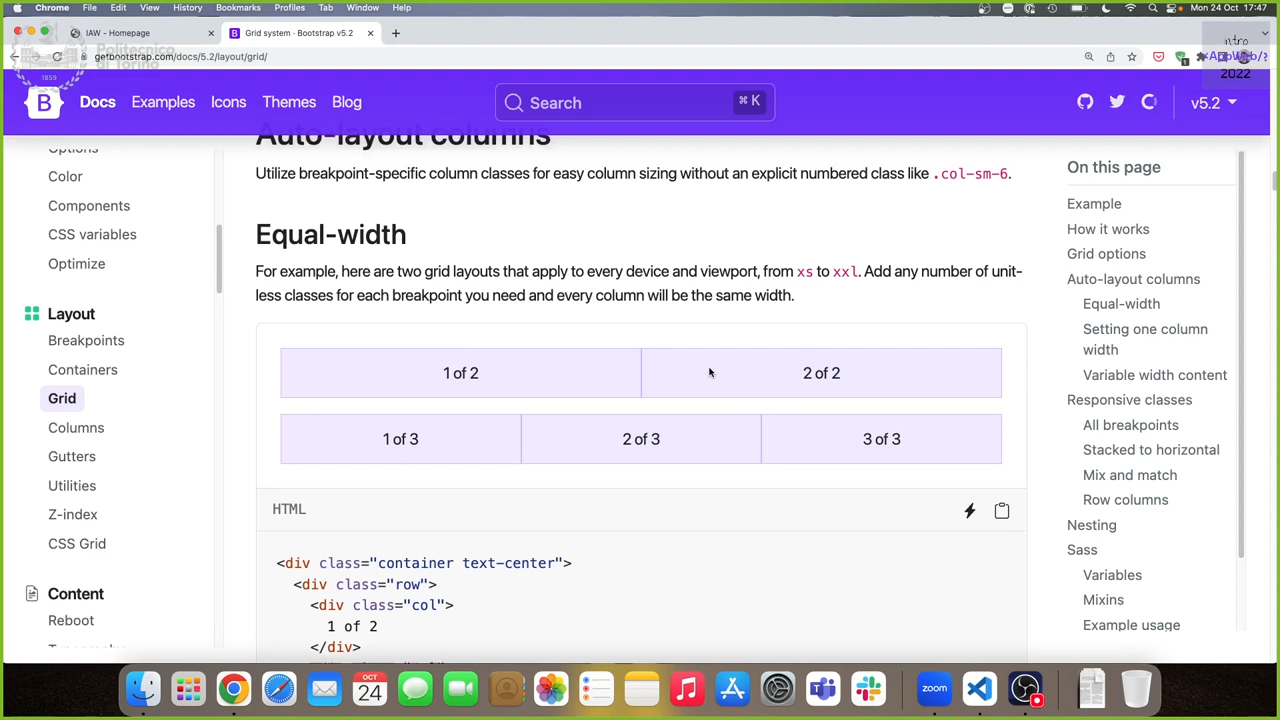 Chrome File Edit View History Bookmarks Profiles Tab Window Help Mon 24 Oct 17:47
IAW - Homepage Grid system · Bootstrap v5.2
Politecnico
di Torino
1859
getbootstrap.com/docs/5.2/layout/grid/
<AppWeb/>
2022
B Docs Examples Icons Themes Blog Search ⌘ K v5.2
Options
Color
Components
CSS variables
Optimize
Layout
Breakpoints
Containers
Grid
Columns
Gutters
Utilities
Z-index
CSS Grid
Content
Reboot
Auto-layout columns
Utilize breakpoint-specific column classes for easy column sizing without an explicit numbered class like .col-sm-6.
Equal-width
For example, here are two grid layouts that apply to every device and viewport, from xs to xxl. Add any number of unit-
less classes for each breakpoint you need and every column will be the same width.
1 of 2 2 of 2
1 of 3 2 of 3 3 of 3
HTML
<div class="container text-center">
<div class="row">
<div class="col">
1 of 2
</div>
On this page
Example
How it works
Grid options
Auto-layout columns
Equal-width
Setting one column
width
Variable width content
Responsive classes
All breakpoints
Stacked to horizontal
Mix and match
Row columns
Nesting
Sass
Variables
Mixins
Example usage
OCT
24
zoom